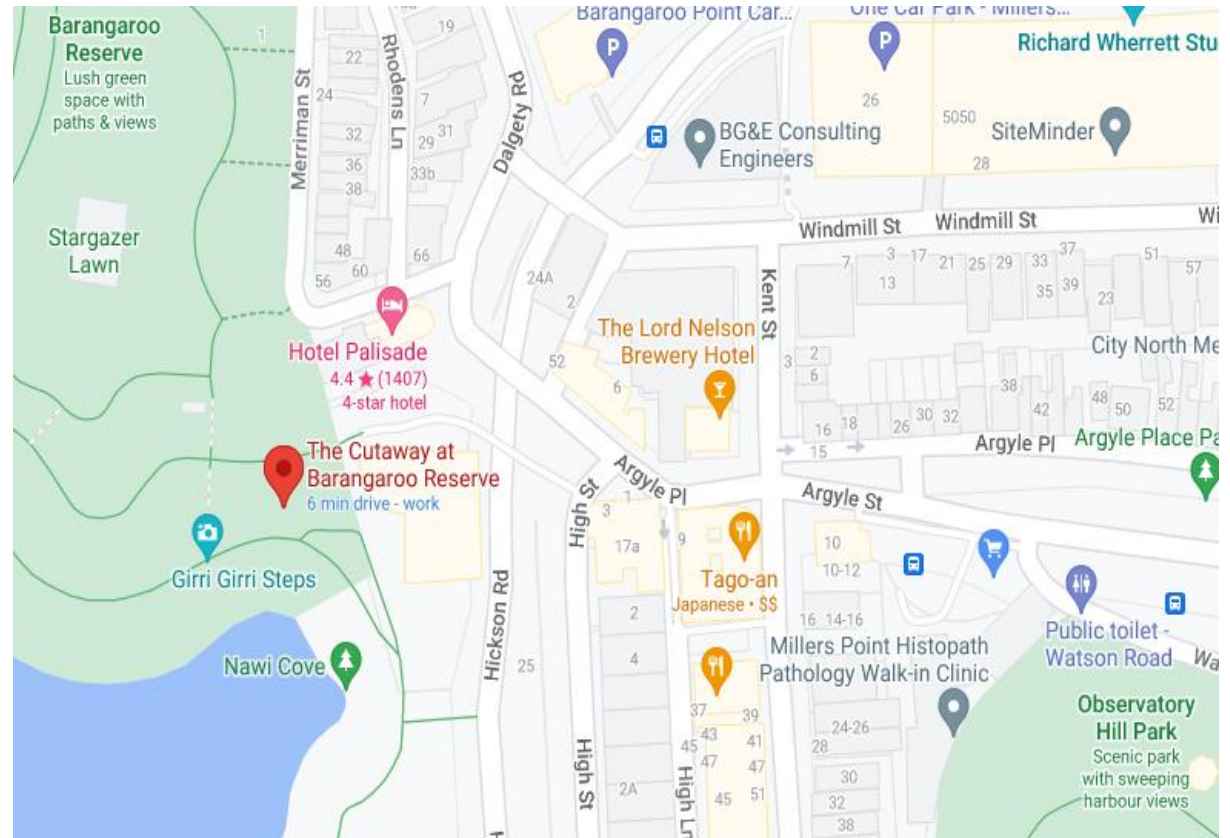 Barangaroo
Reserve
Lush green
space with
paths & views
1
Stargazer
Lawn
Merriman St
Rhodens Ln
Dalgety Rd
19
22
24
7
32
31
29
36
33b
38
48
66
60
56
Barangaroo Point Car...
P
One Car Park - Millers...
P
Richard Wherrett Stu
26
5050
SiteMinder
28
BG&E Consulting
Engineers
Windmill St
Windmill St
Wi
24A
2
Hotel Palisade
4.4 ★ (1407)
4-star hotel
The Lord Nelson
Brewery Hotel
52
6
Kent St
3
17
21
25
29
33
37
51
7
13
35
39
23
57
City North Me
3
2
6
38
48
50
52
42
16
18
26
30
32
15
Argyle Pl
Argyle Place Pa
The Cutaway at
Barangaroo Reserve
6 min drive - work
Girri Girri Steps
Nawi Cove
Argyle Pl
Argyle St
High St
1
3
17a
9
Tago-an
Japanese • $$
10
10-12
2
4
16
14-16
Public toilet -
Watson Road
Wa
Millers Point Histopath
Pathology Walk-in Clinic
Hickson Rd
25
37
39
43
41
45
47
47
45
51
24-26
28
30
32
38
High St
2A
High Ln
H
Observatory
Hill Park
Scenic park
with sweeping
harbour views